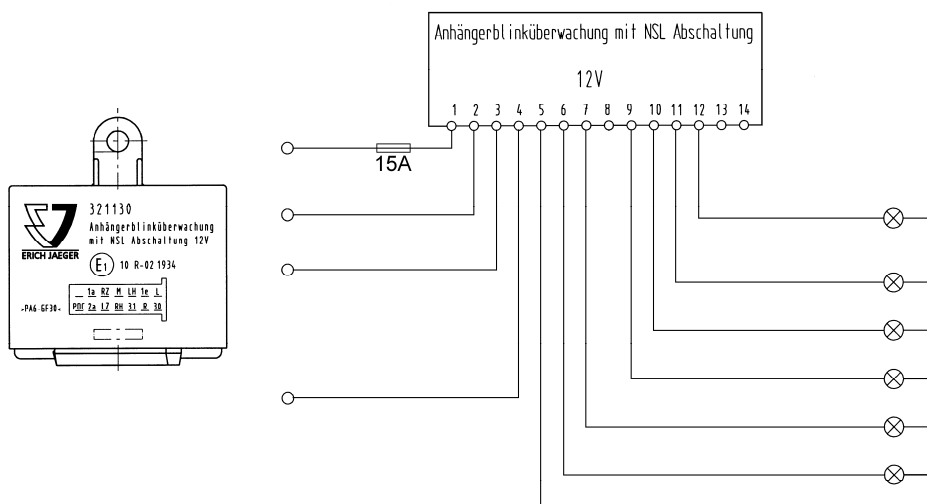 Anhängerblinküberwachung mit NSL Abschaltung
12V
1 2 3 4 5 6 7 8 9 10 11 12 13 14
15A
321130
Anhängerblinküberwachung
mit NSL Abschaltung 12V
ERICH JAEGER
E1 10 R-02 1934
1a RZ M LH 1e L
PDC 2a LZ RH 31 R 30
-PA6-GF30-